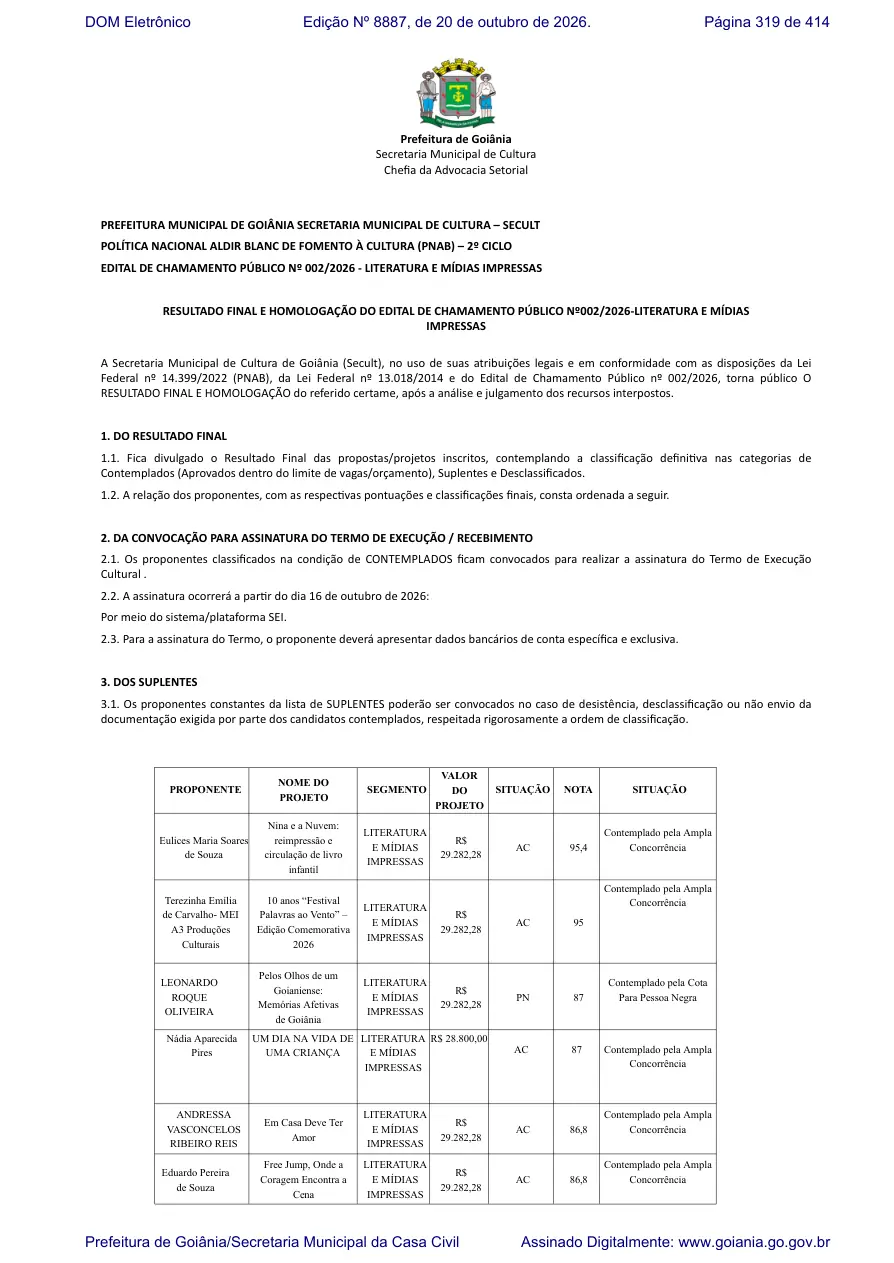 DOM Eletrônico Edição Nº 8887, de 20 de outubro de 2026. Página 319 de 414
Prefeitura de Goiânia
Secretaria Municipal de Cultura
Chefia da Advocacia Setorial
PREFEITURA MUNICIPAL DE GOIÂNIA SECRETARIA MUNICIPAL DE CULTURA – SECULT
POLÍTICA NACIONAL ALDIR BLANC DE FOMENTO À CULTURA (PNAB) – 2º CICLO
EDITAL DE CHAMAMENTO PÚBLICO Nº 002/2026 - LITERATURA E MÍDIAS IMPRESSAS
RESULTADO FINAL E HOMOLOGAÇÃO DO EDITAL DE CHAMAMENTO PÚBLICO Nº002/2026-LITERATURA E MÍDIAS
IMPRESSAS
A Secretaria Municipal de Cultura de Goiânia (Secult), no uso de suas atribuições legais e em conformidade com as disposições da Lei
Federal nº 14.399/2022 (PNAB), da Lei Federal nº 13.018/2014 e do Edital de Chamamento Público nº 002/2026, torna público O
RESULTADO FINAL E HOMOLOGAÇÃO do referido certame, após a análise e julgamento dos recursos interpostos.
1. DO RESULTADO FINAL
1.1. Fica divulgado o Resultado Final das propostas/projetos inscritos, contemplando a classificação definitiva nas categorias de
Contemplados (Aprovados dentro do limite de vagas/orçamento), Suplentes e Desclassificados.
1.2. A relação dos proponentes, com as respectivas pontuações e classificações finais, consta ordenada a seguir.
2. DA CONVOCAÇÃO PARA ASSINATURA DO TERMO DE EXECUÇÃO / RECEBIMENTO
2.1. Os proponentes classificados na condição de CONTEMPLADOS ficam convocados para realizar a assinatura do Termo de Execução
Cultural .
2.2. A assinatura ocorrerá a partir do dia 16 de outubro de 2026:
Por meio do sistema/plataforma SEI.
2.3. Para a assinatura do Termo, o proponente deverá apresentar dados bancários de conta específica e exclusiva.
3. DOS SUPLENTES
3.1. Os proponentes constantes da lista de SUPLENTES poderão ser convocados no caso de desistência, desclassificação ou não envio da
documentação exigida por parte dos candidatos contemplados, respeitada rigorosamente a ordem de classificação.
PROPONENTE
NOME DO
PROJETO
SEGMENTO
VALOR
DO
PROJETO
SITUAÇÃO
NOTA
SITUAÇÃO
Eulices Maria Soares
de Souza
Nina e a Nuvem:
reimpressão e
circulação de livro
infantil
LITERATURA
E MÍDIAS
IMPRESSAS
R$
29.282,28
AC
95,4
Contemplado pela Ampla
Concorrência
Terezinha Emília
de Carvalho- MEI
A3 Produções
Culturais
10 anos “Festival
Palavras ao Vento” –
Edição Comemorativa
2026
LITERATURA
E MÍDIAS
IMPRESSAS
R$
29.282,28
AC
95
Contemplado pela Ampla
Concorrência
LEONARDO
ROQUE
OLIVEIRA
Pelos Olhos de um
Goianiense:
Memórias Afetivas
de Goiânia
LITERATURA
E MÍDIAS
IMPRESSAS
R$
29.282,28
PN
87
Contemplado pela Cota
Para Pessoa Negra
Nádia Aparecida
Pires
UM DIA NA VIDA DE
UMA CRIANÇA
LITERATURA
E MÍDIAS
IMPRESSAS
R$ 28.800,00
AC
87
Contemplado pela Ampla
Concorrência
ANDRESSA
VASCONCELOS
RIBEIRO REIS
Em Casa Deve Ter
Amor
LITERATURA
E MÍDIAS
IMPRESSAS
R$
29.282,28
AC
86,8
Contemplado pela Ampla
Concorrência
Eduardo Pereira
de Souza
Free Jump, Onde a
Coragem Encontra a
Cena
LITERATURA
E MÍDIAS
IMPRESSAS
R$
29.282,28
AC
86,8
Contemplado pela Ampla
Concorrência
Prefeitura de Goiânia/Secretaria Municipal da Casa Civil Assinado Digitalmente: www.goiania.go.gov.br